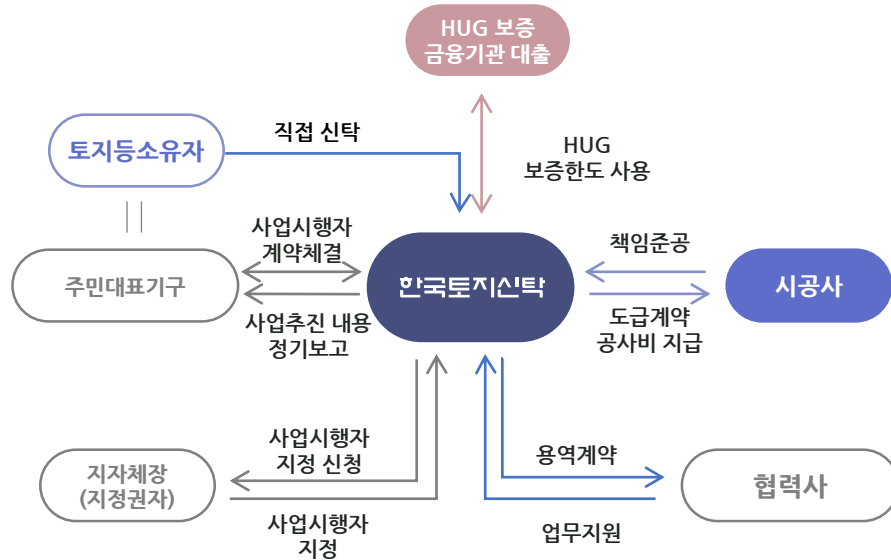 HUG 보증
금융기관 대출
직접 신탁
토지등소유자
HUG
보증한도 사용
사업시행자
계약체결
책임준공
주민대표기구
한국토지신탁
시공사
사업추진 내용
정기보고
도급계약
공사비 지급
사업시행자
지정 신청
용역계약
지자체장
(지정권자)
협력사
사업시행자
지정
업무지원